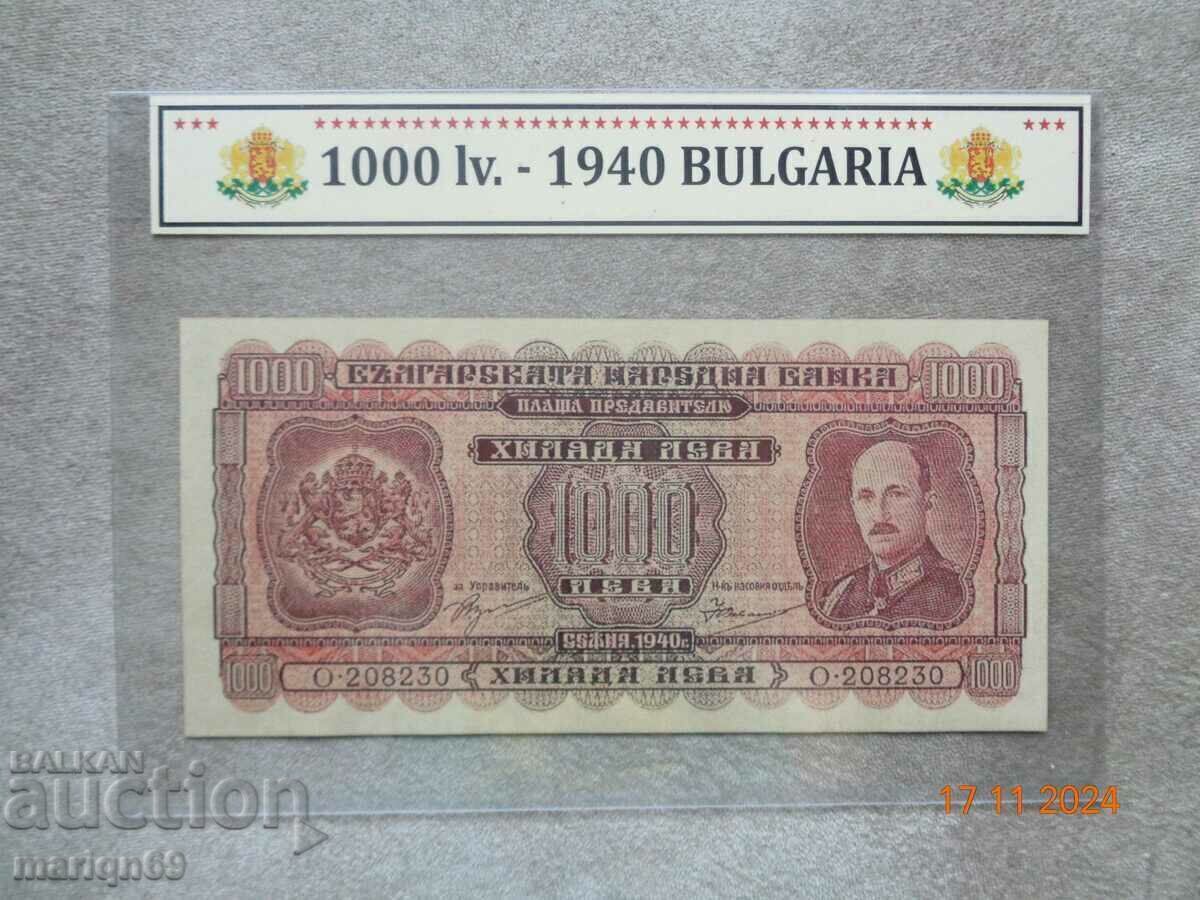 1000 lv. - 1940 BULGARIA
1000 БЪЛГАРСКАТА НАРОДНА БАНКА 1000
ПЛАЩА ПРЕДЯВИТЕЛЮ
ХИЛЯДА ЛЕВА
1000
ЛЕВА
за Управитель
Н-къ касовия отдѣлъ
СОФИЯ, 1940 г.
1000 О·208230 ХИЛЯДА ЛЕВА О·208230 1000
BALKAN
auction
marign69
17 11 2024